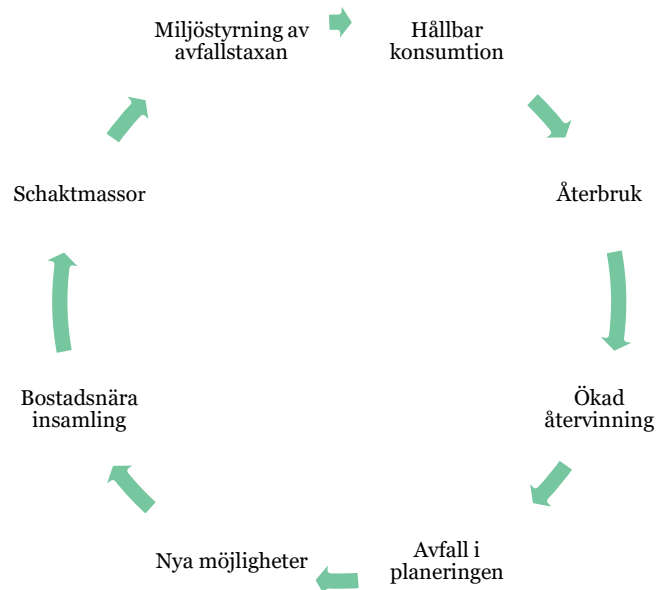 Miljöstyrning av
avfallstaxan
Hållbar
konsumtion
Återbruk
Ökad
återvinning
Avfall i
planeringen
Nya möjligheter
Bostadsnära
insamling
Schaktmassor